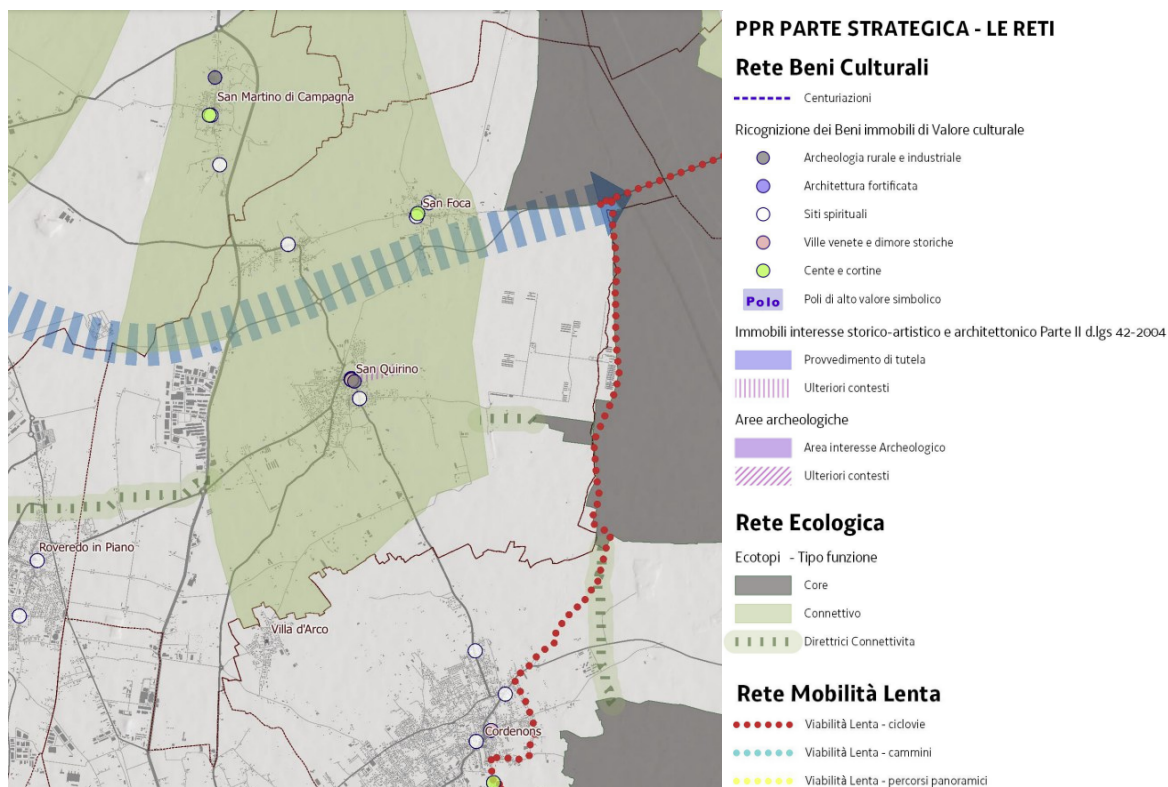 San Martino di Campagna
San Foca
San Quirino
Roveredo in Piano
Villa d'Arco
Cordenons
PPR PARTE STRATEGICA - LE RETI
Rete Beni Culturali
Centuriazioni
Ricognizione dei Beni immobili di Valore culturale
Archeologia rurale e industriale
Architettura fortificata
Siti spirituali
Ville venete e dimore storiche
Cente e cortine
Polo Poli di alto valore simbolico
Immobili interesse storico-artistico e architettonico Parte II d.lgs 42-2004
Provvedimento di tutela
Ulteriori contesti
Aree archeologiche
Area interesse Archeologico
Ulteriori contesti
Rete Ecologica
Ecotopi - Tipo funzione
Core
Connettivo
Direttrici Connettivita
Rete Mobilità Lenta
Viabilità Lenta - ciclovie
Viabilità Lenta - cammini
Viabilità Lenta - percorsi panoramici